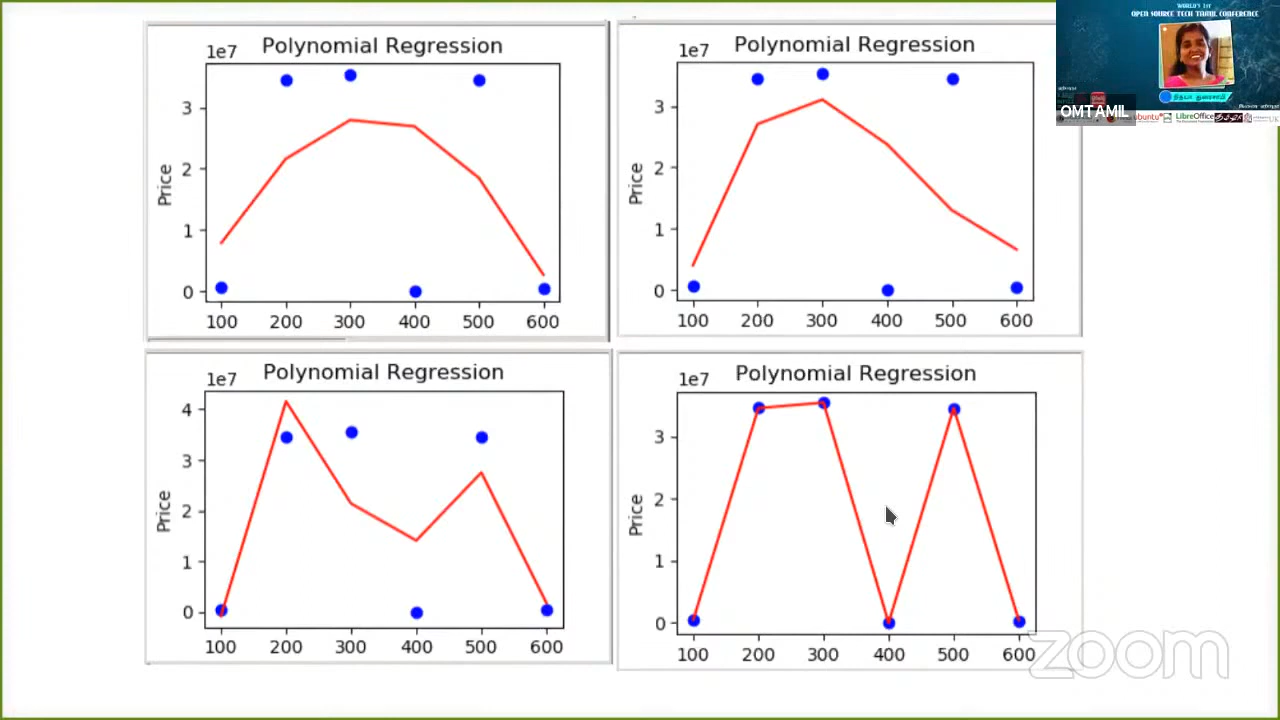 WORLD'S 1ST
OPEN SOURCE TECH TAMIL CONFERENCE
நித்யா துரைசாமி
OMTAMIL
ubuntu
LibreOffice
1e7
Polynomial Regression
Price
3
2
1
0
100 200 300 400 500 600
1e7
Polynomial Regression
Price
3
2
1
0
100 200 300 400 500 600
1e7
Polynomial Regression
Price
4
3
2
1
0
100 200 300 400 500 600
1e7
Polynomial Regression
Price
3
2
1
0
100 200 300 400 500 600
zoom